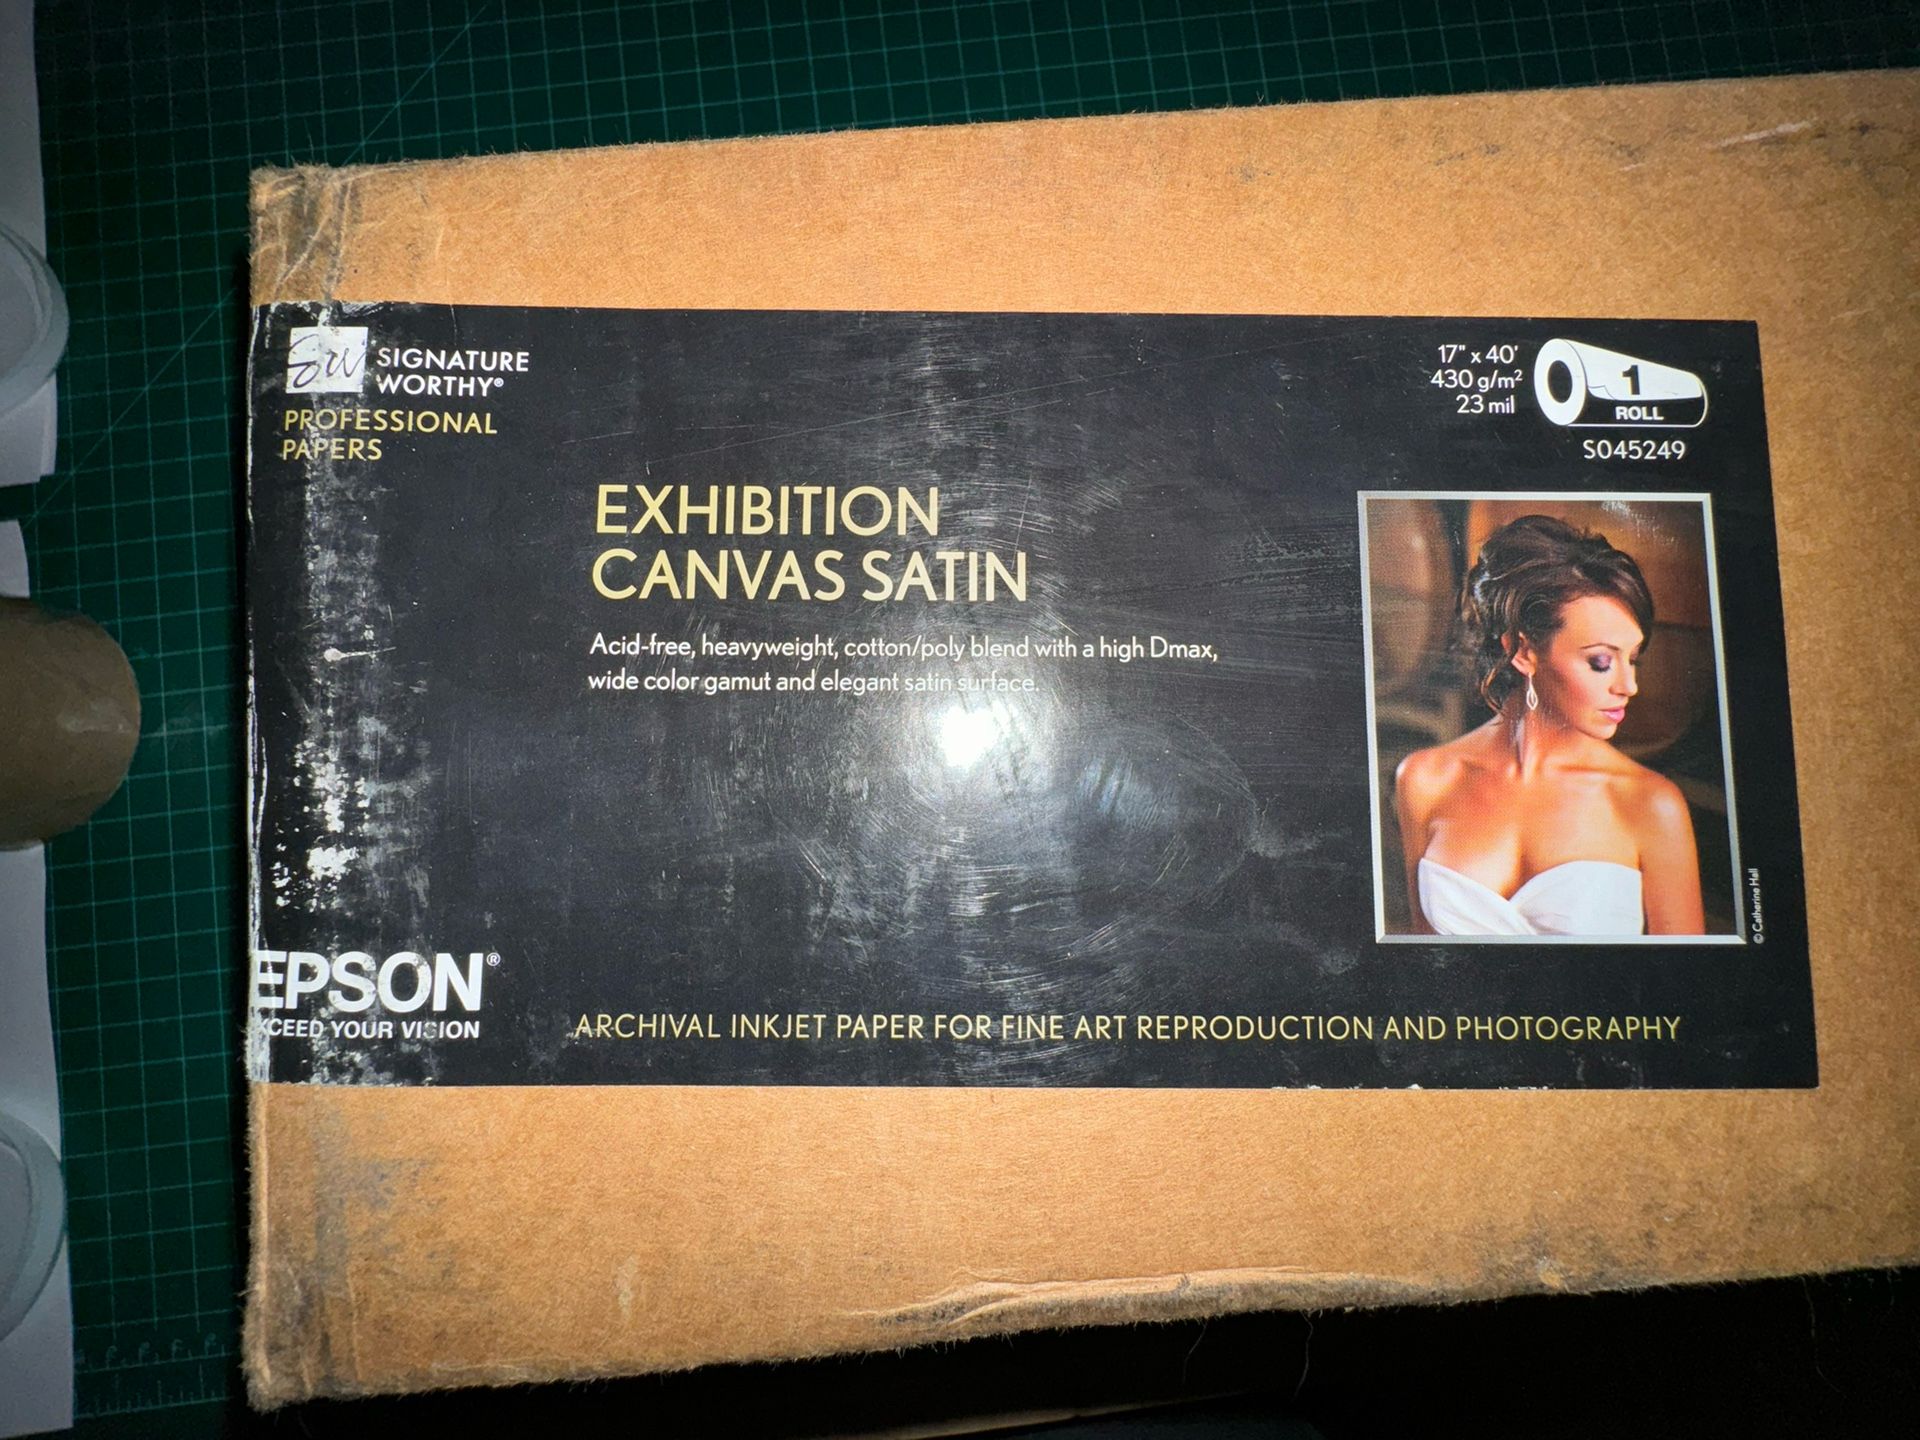 SW SIGNATURE
WORTHY®
PROFESSIONAL
PAPERS
17" x 40'
430 g/m²
23 mil
1
ROLL
S045249
EXHIBITION
CANVAS SATIN
Acid-free, heavyweight, cotton/poly blend with a high Dmax,
wide color gamut and elegant satin surface.
© Catherine Hall
EPSON®
XCEED YOUR VISION
ARCHIVAL INKJET PAPER FOR FINE ART REPRODUCTION AND PHOTOGRAPHY